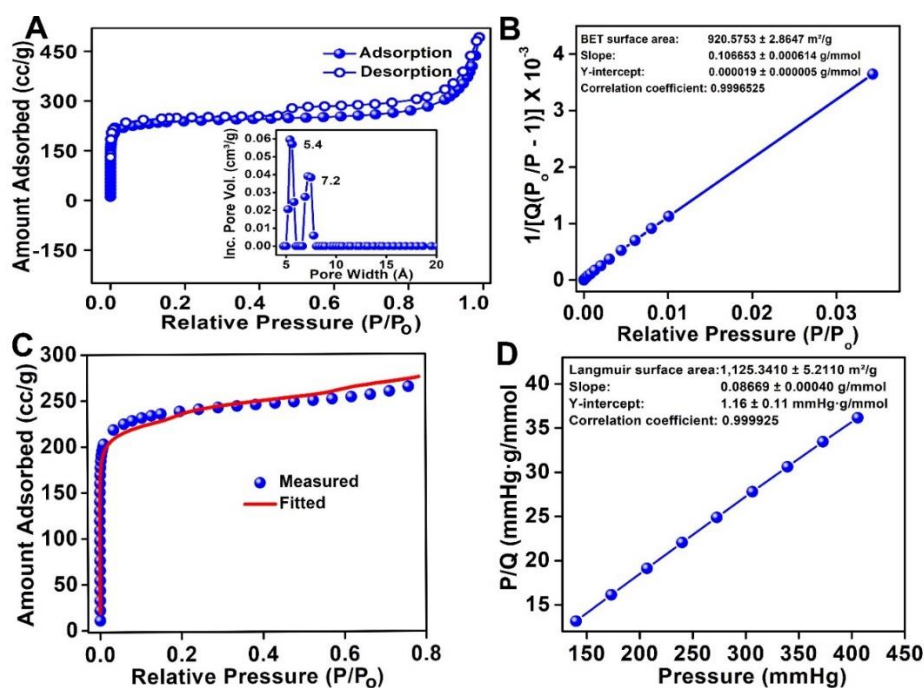 A
450
300
150
0
-150
Amount Adsorbed (cc/g)
Adsorption
Desorption
0.06
0.05
0.04
0.03
0.02
0.01
0.00
Inc. Pore Vol. (cm³/g)
5.4
7.2
5 10 15 20
Pore Width (Å)
0.0 0.2 0.4 0.6 0.8 1.0
Relative Pressure (P/Po)
B
BET surface area: 920.5753 ± 2.8647 m²/g
Slope: 0.106653 ± 0.000614 g/mmol
Y-intercept: 0.000019 ± 0.000005 g/mmol
Correlation coefficient: 0.9996525
4
3
2
1
0
1/[Q(Po/P - 1)] X 10⁻³
0.00 0.01 0.02 0.03
Relative Pressure (P/Po)
C
300
250
200
150
100
50
0
Amount Adsorbed (cc/g)
Measured
Fitted
0.0 0.2 0.4 0.6 0.8
Relative Pressure (P/Po)
D
Langmuir surface area:1,125.3410 ± 5.2110 m²/g
Slope: 0.08669 ± 0.00040 g/mmol
Y-intercept: 1.16 ± 0.11 mmHg·g/mmol
Correlation coefficient: 0.999925
40
35
30
25
20
15
P/Q (mmHg·g/mmol
150 200 250 300 350 400 450
Pressure (mmHg)